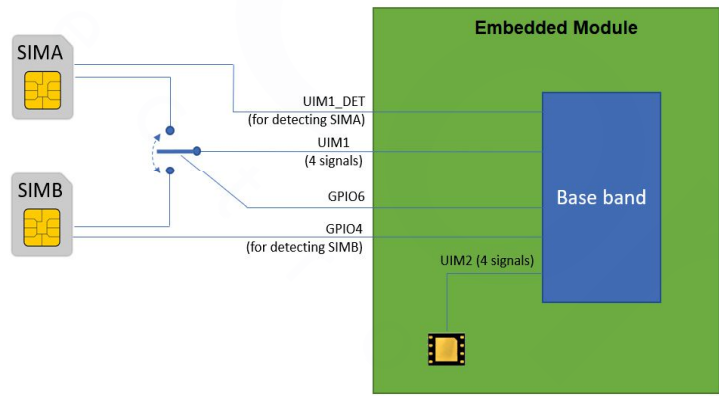 Embedded Module
SIMA
UIM1_DET
(for detecting SIMA)
UIM1
(4 signals)
SIMB
GPIO6
Base band
GPIO4
(for detecting SIMB)
UIM2 (4 signals)